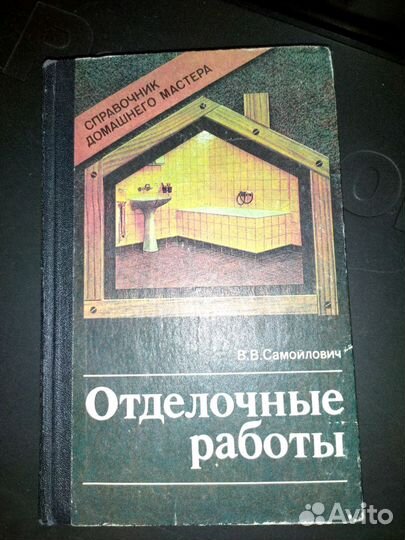 СПРАВОЧНИК
ДОМАШНЕГО МАСТЕРА
В.В.Самойлович
Отделочные
работы
Avito